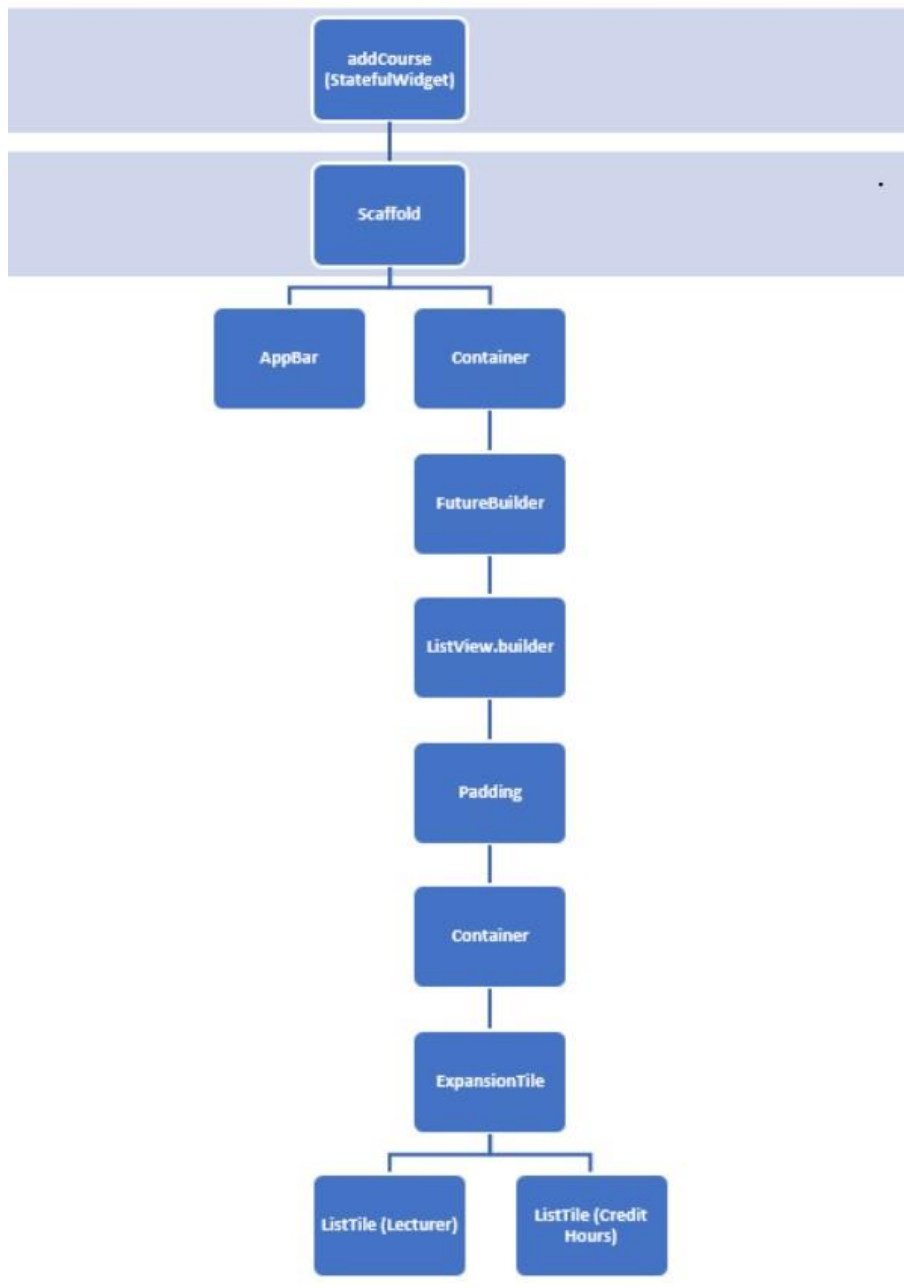 addCourse
(StatefulWidget)
Scaffold
AppBar
Container
FutureBuilder
ListView.builder
Padding
Container
ExpansionTile
ListTile (Lecturer)
ListTile (Credit
Hours)